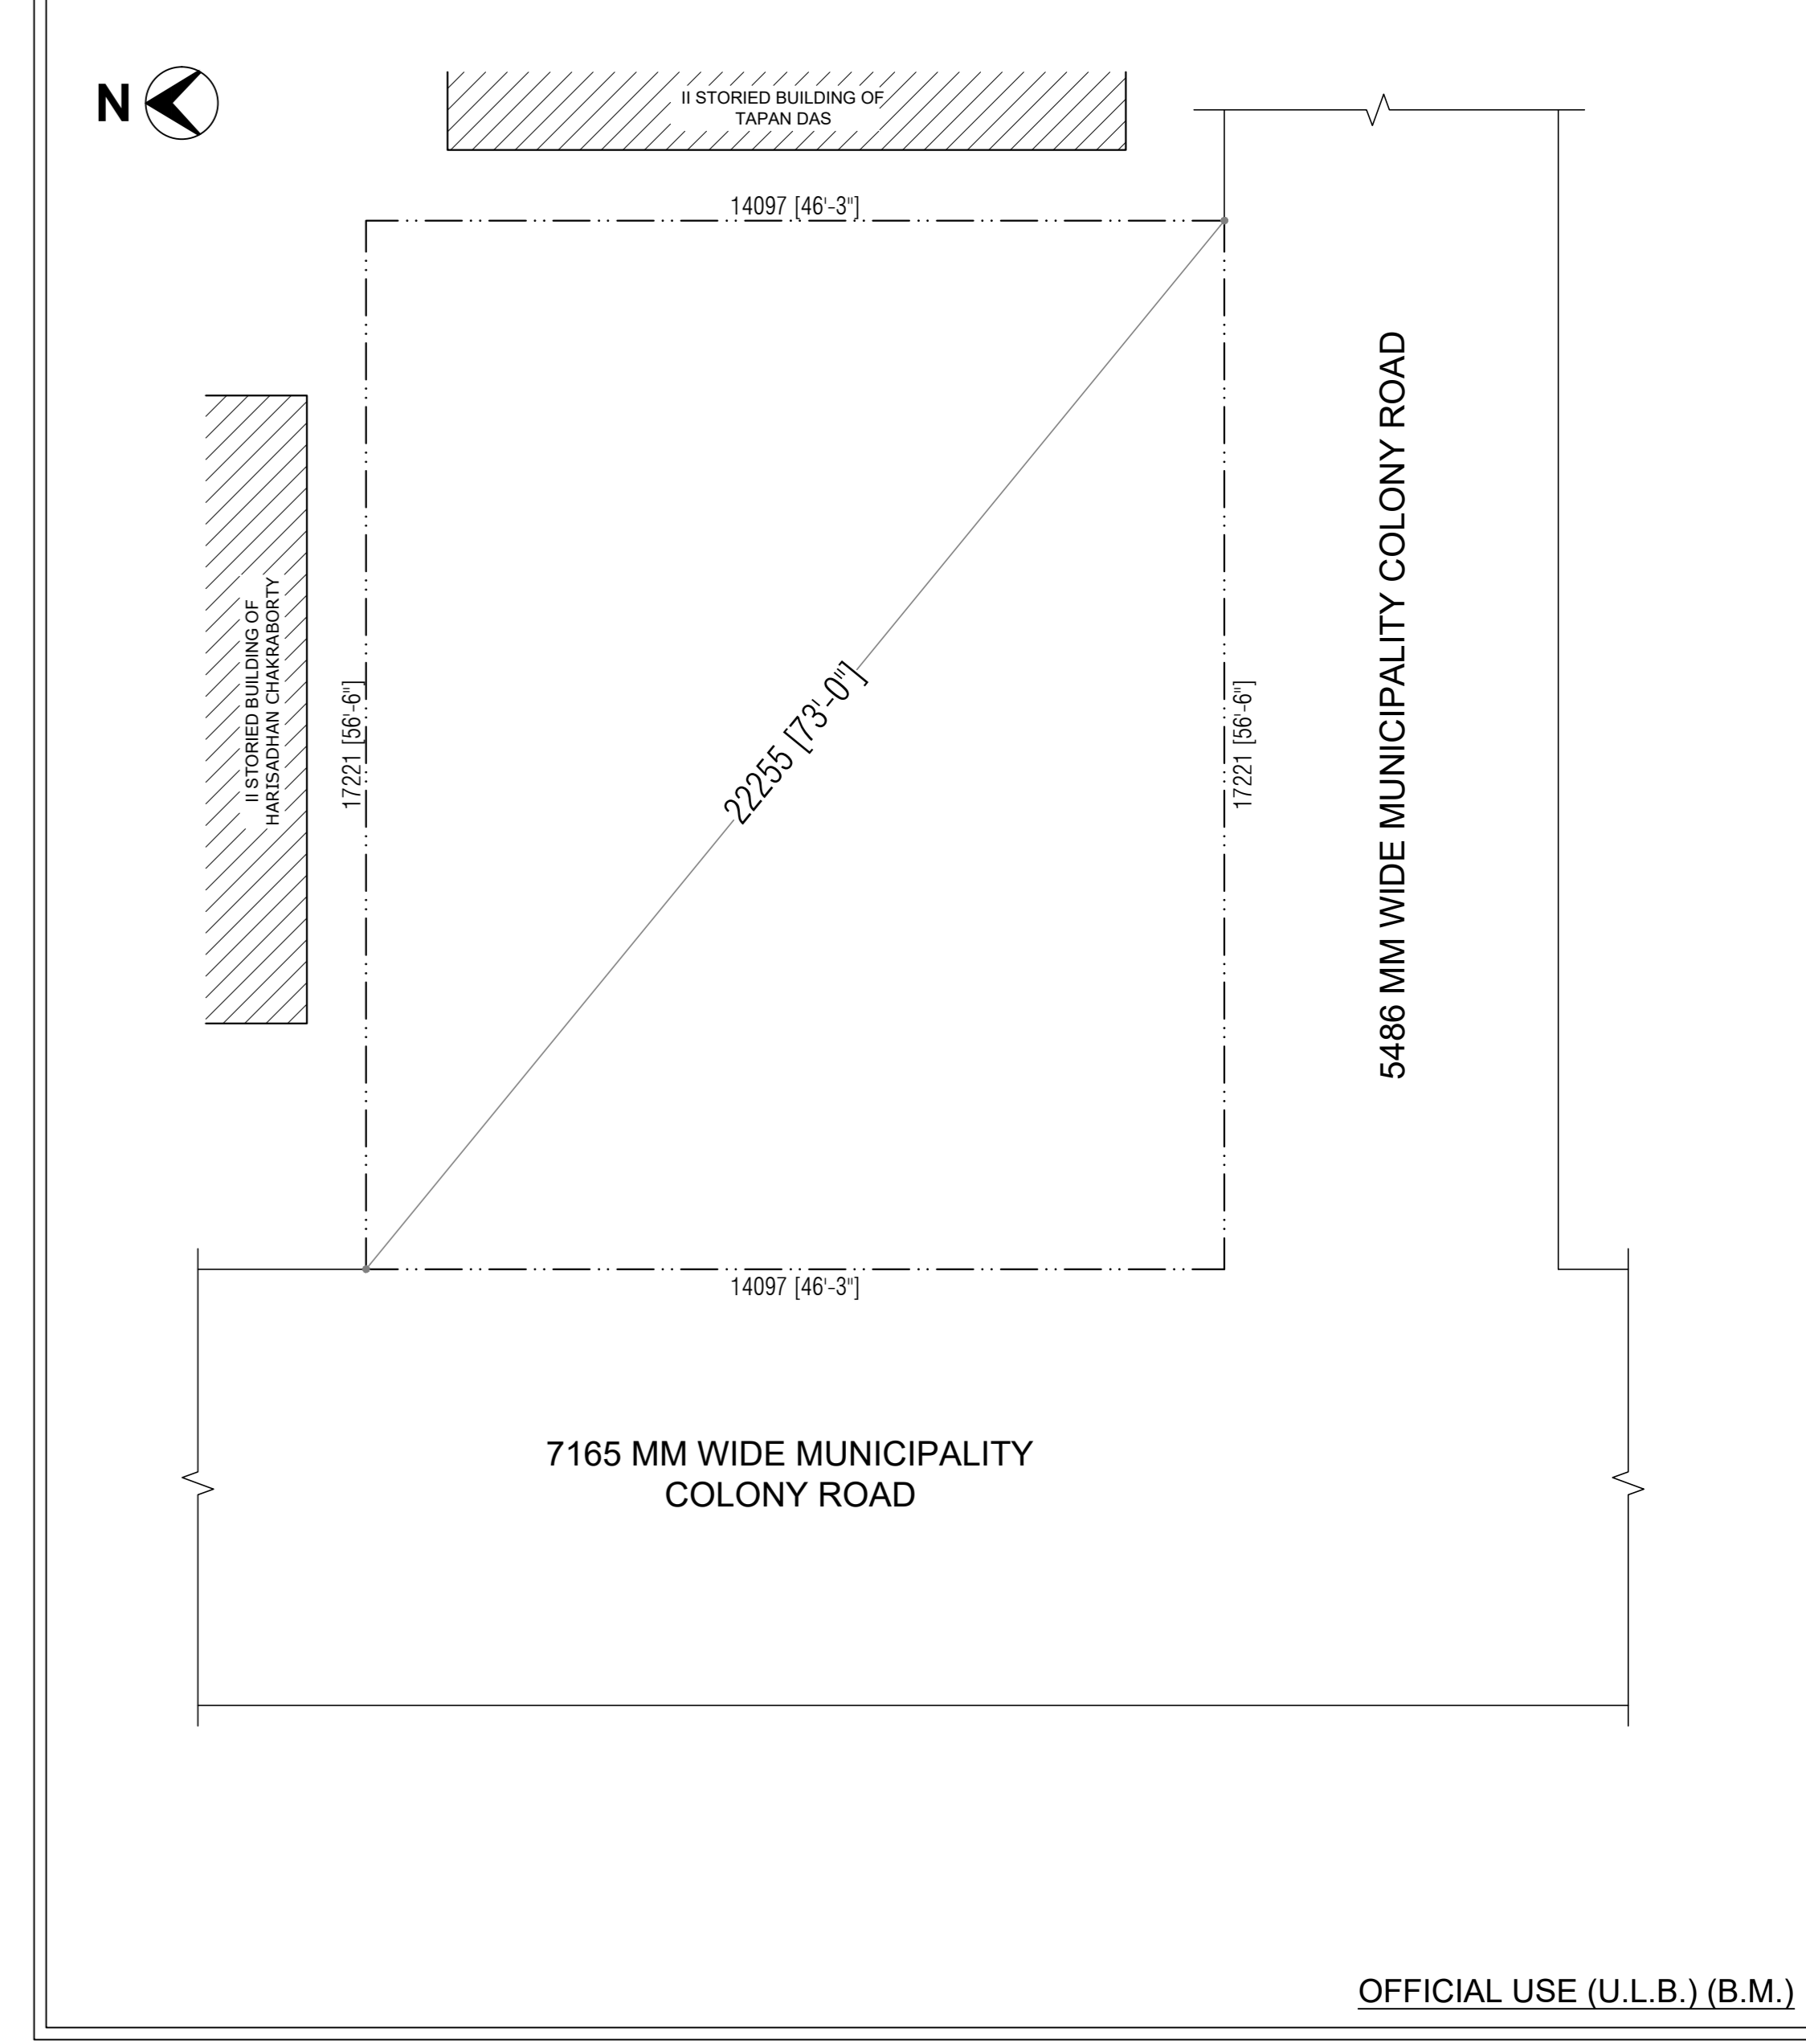 N
II STORIED BUILDING OF
TAPAN DAS
14097 [46'-3"]
II STORIED BUILDING OF
HARISADHAN CHAKRABORTY
17221 [56'-6"]
22255 [73'-0"]
17221 [56'-6"]
5486 MM WIDE MUNICIPALITY COLONY ROAD
14097 [46'-3"]
7165 MM WIDE MUNICIPALITY
COLONY ROAD
OFFICIAL USE (U.L.B.) (B.M.)